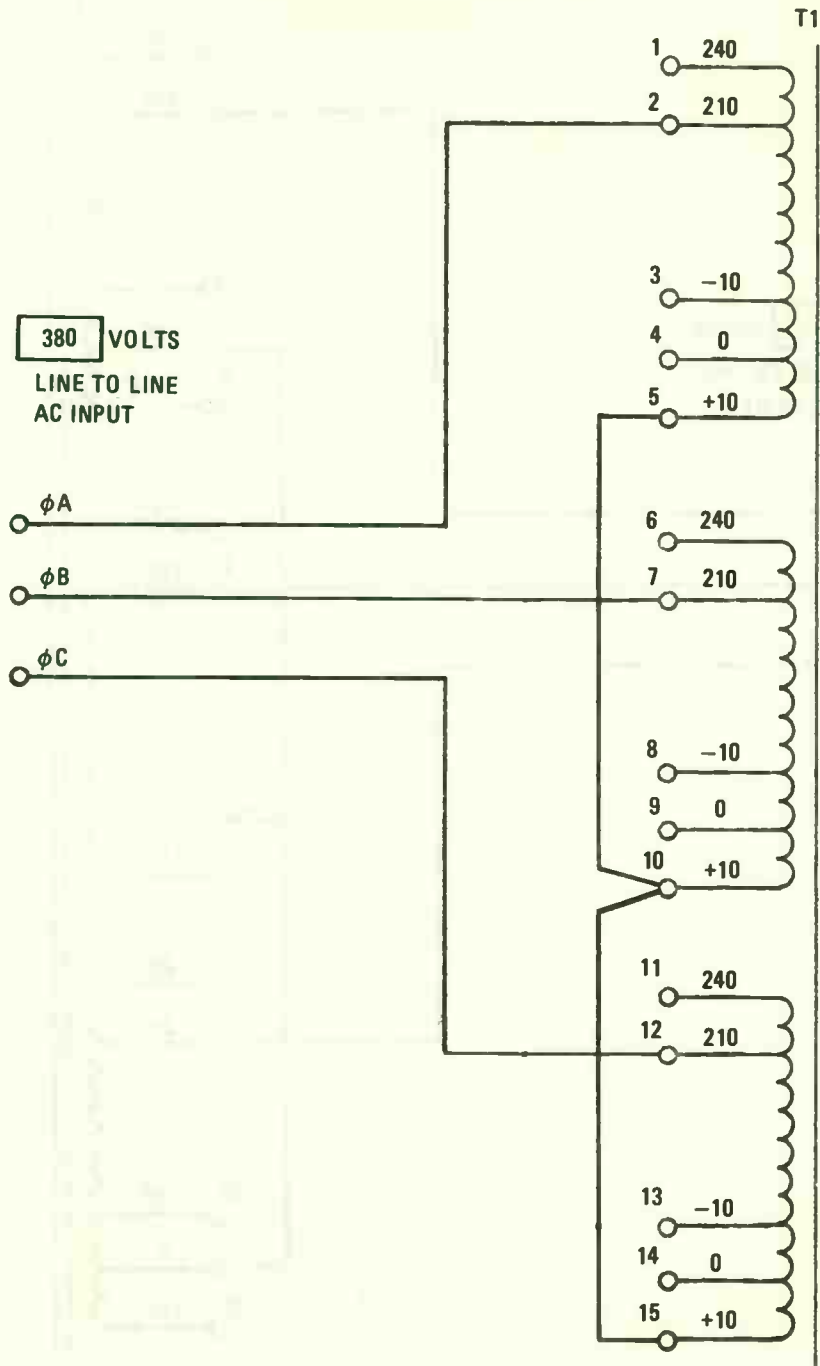 T1
1 240
2 210
3 −10
4 0
5 +10
380 VOLTS
LINE TO LINE
AC INPUT
ϕA
ϕB
ϕC
6 240
7 210
8 −10
9 0
10 +10
11 240
12 210
13 −10
14 0
15 +10